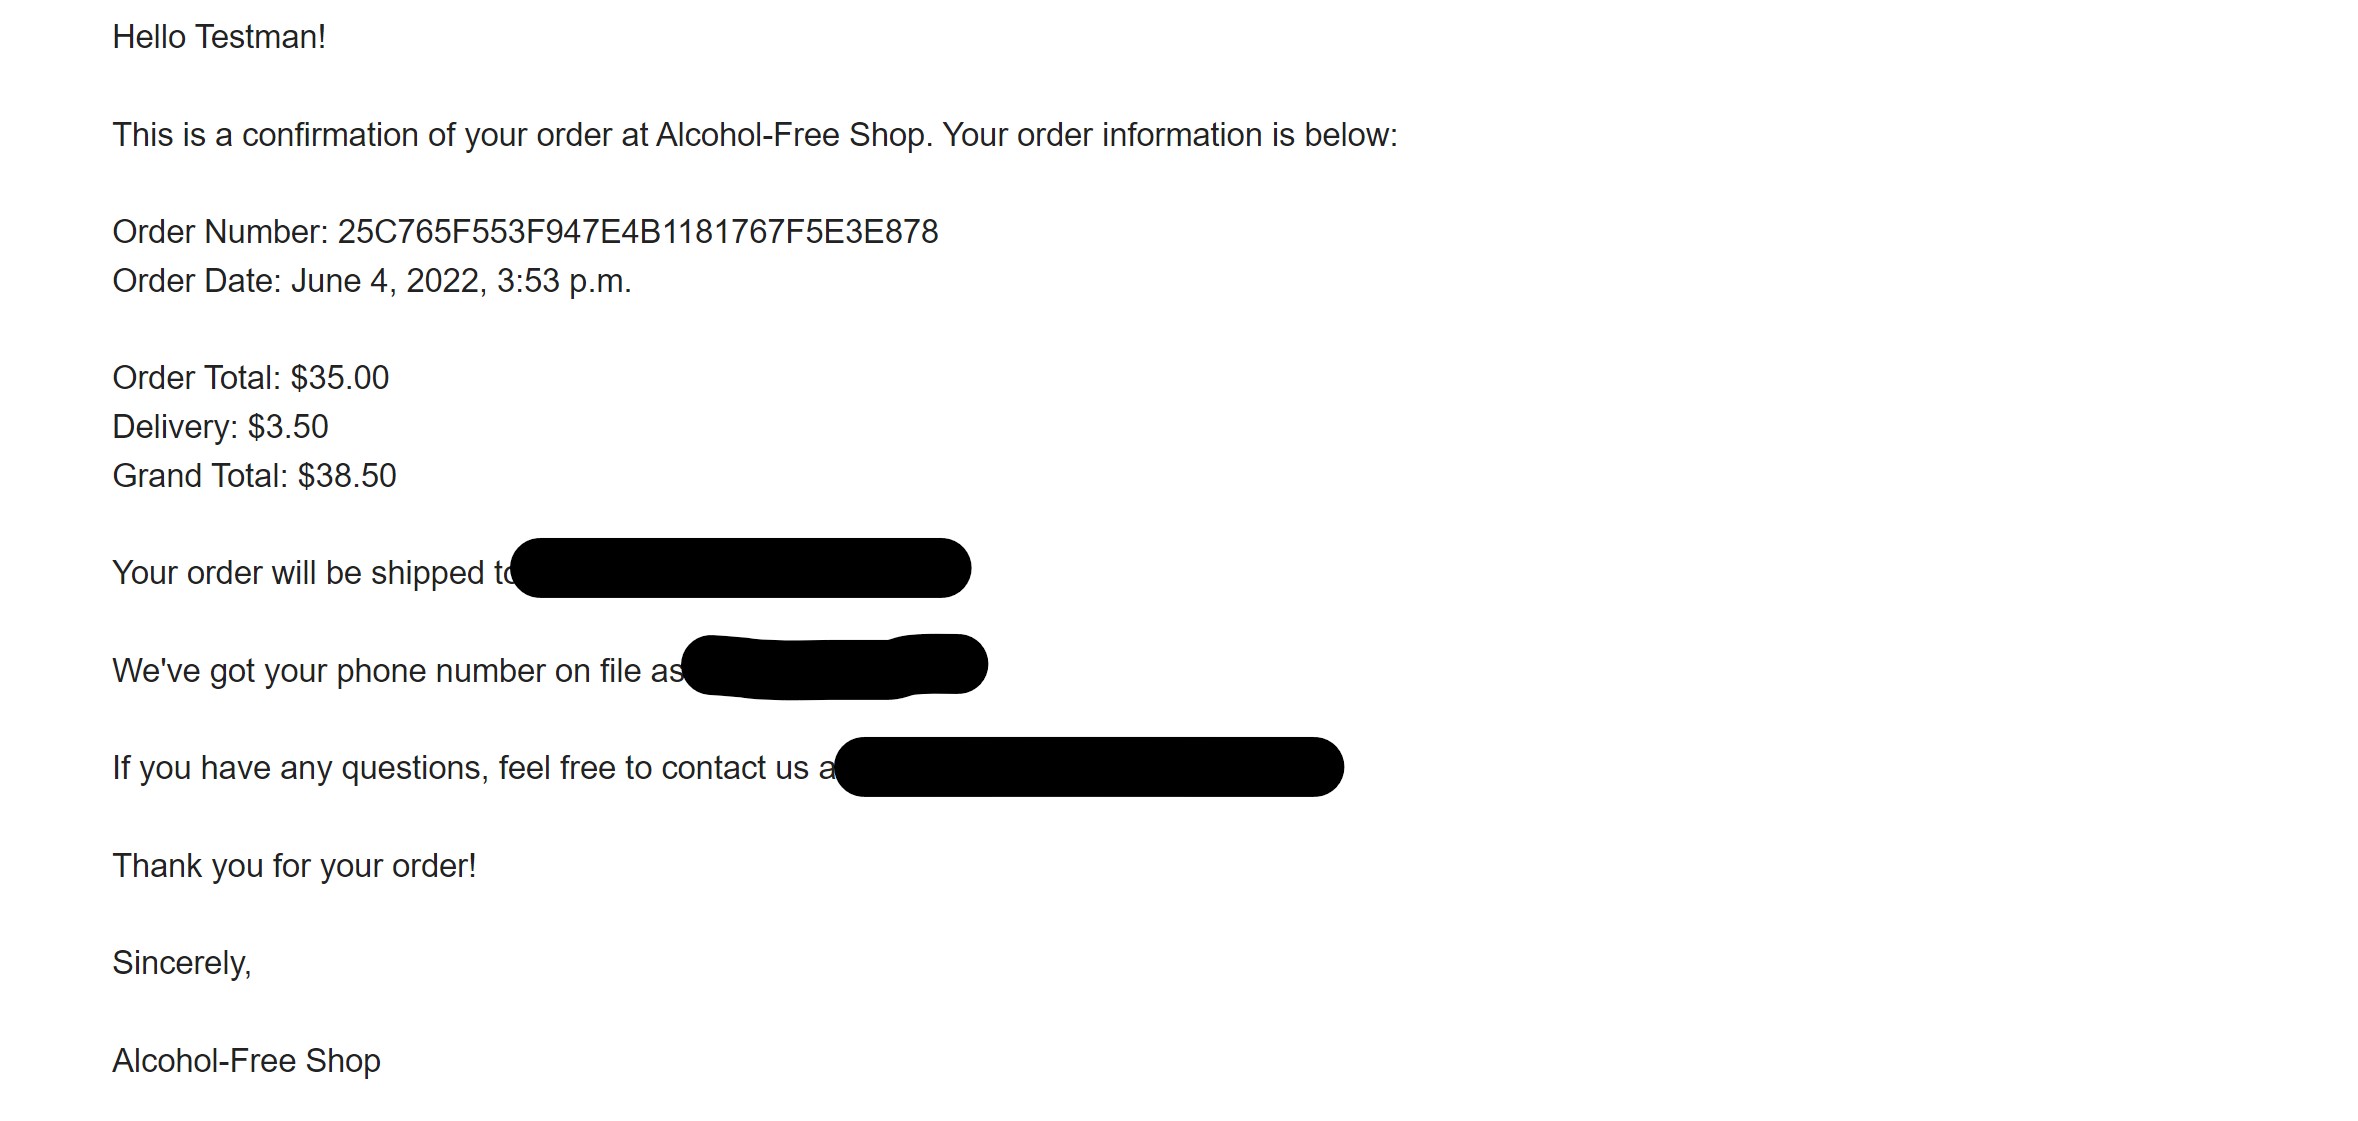 Hello Testman!
This is a confirmation of your order at Alcohol-Free Shop. Your order information is below:
Order Number: 25C765F553F947E4B1181767F5E3E878
Order Date: June 4, 2022, 3:53 p.m.
Order Total: $35.00
Delivery: $3.50
Grand Total: $38.50
Your order will be shipped to
We've got your phone number on file as
If you have any questions, feel free to contact us a
Thank you for your order!
Sincerely,
Alcohol-Free Shop